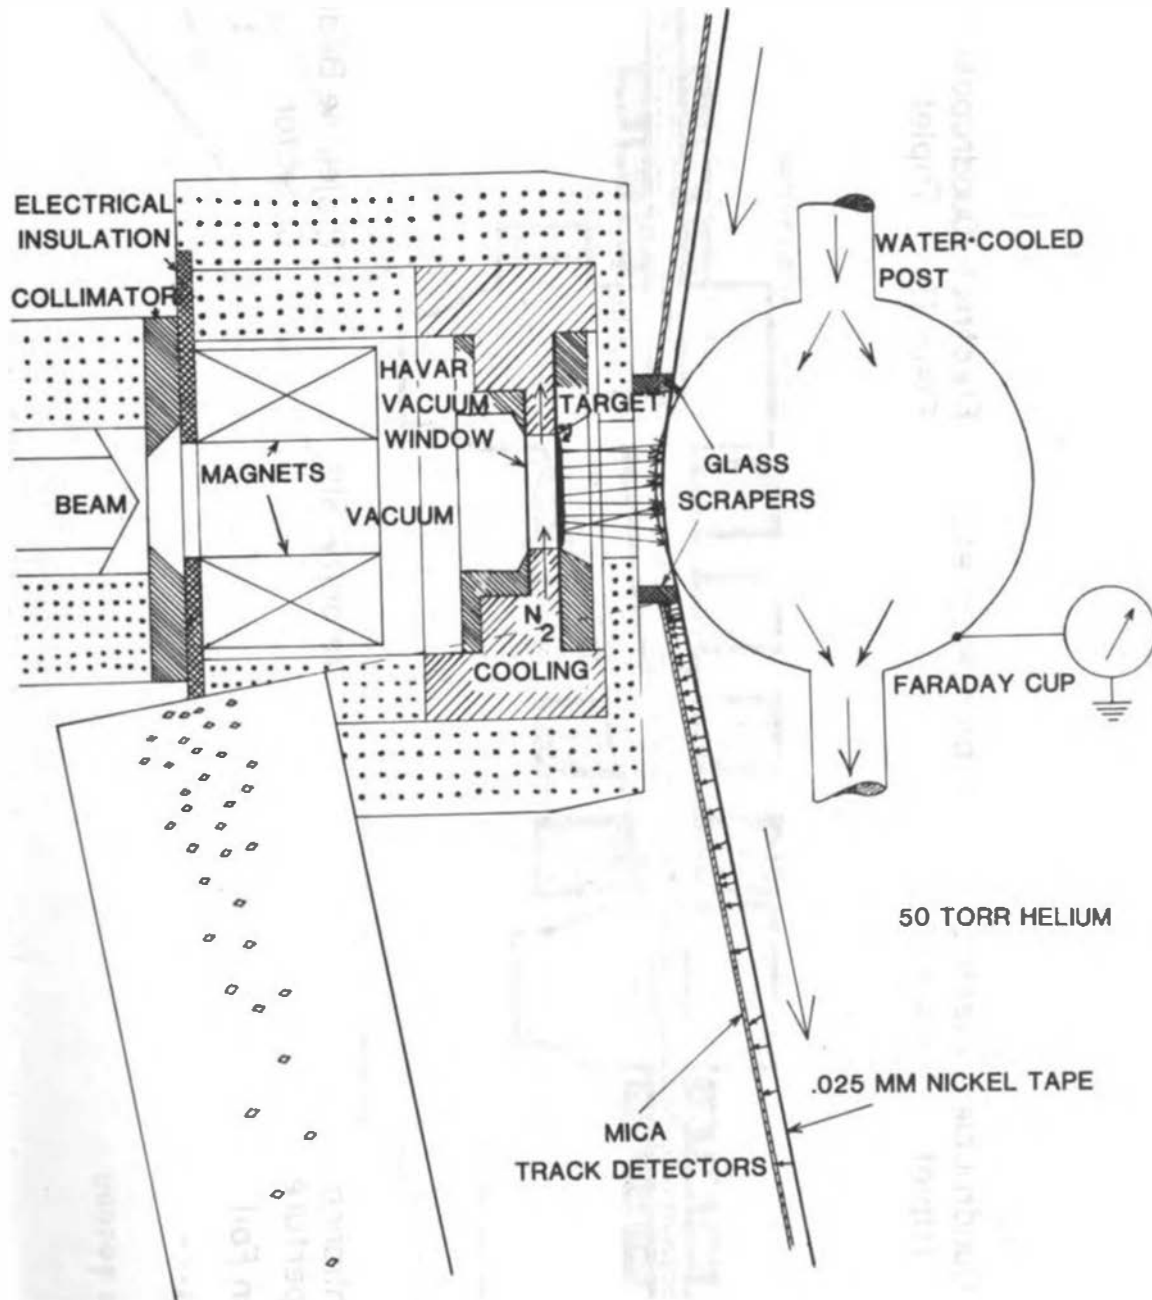 ELECTRICAL
INSULATION
COLLIMATOR
BEAM
MAGNETS
VACUUM
HAVAR
VACUUM
WINDOW
TARGET
N2
COOLING
GLASS
SCRAPERS
WATER-COOLED
POST
FARADAY CUP
50 TORR HELIUM
.025 MM NICKEL TAPE
MICA
TRACK DETECTORS